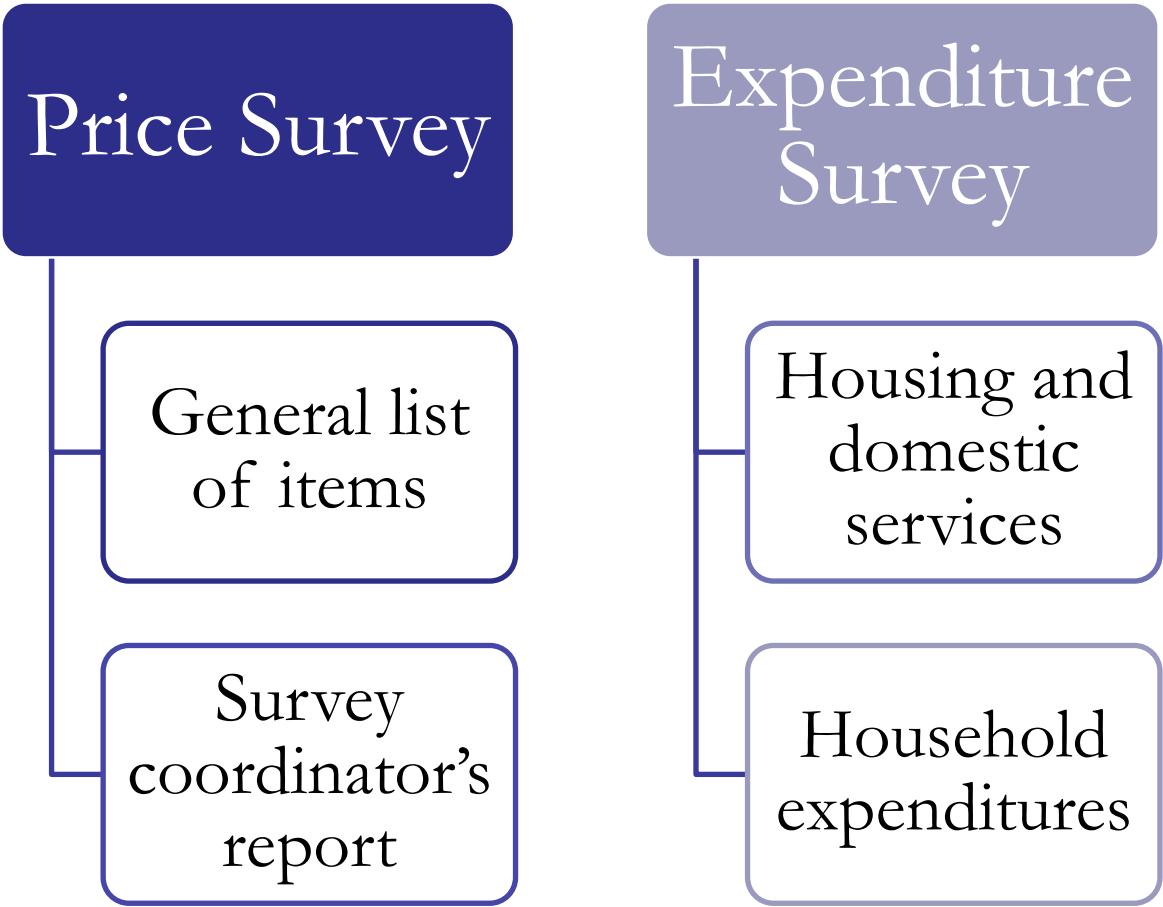 Price Survey
General list
of items
Survey
coordinator’s
report
Expenditure
Survey
Housing and
domestic
services
Household
expenditures